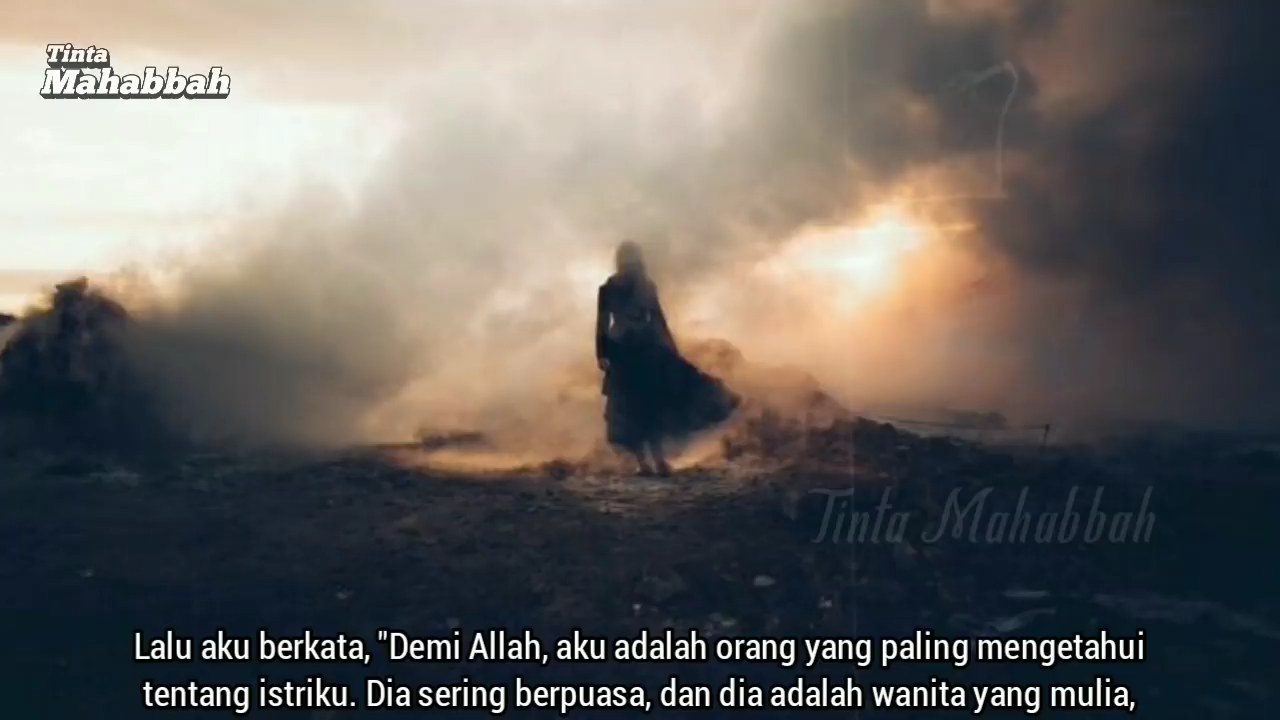 Tinta
Mahabbah
Tinta Mahabbah
Lalu aku berkata, "Demi Allah, aku adalah orang yang paling mengetahui
tentang istriku. Dia sering berpuasa, dan dia adalah wanita yang mulia,